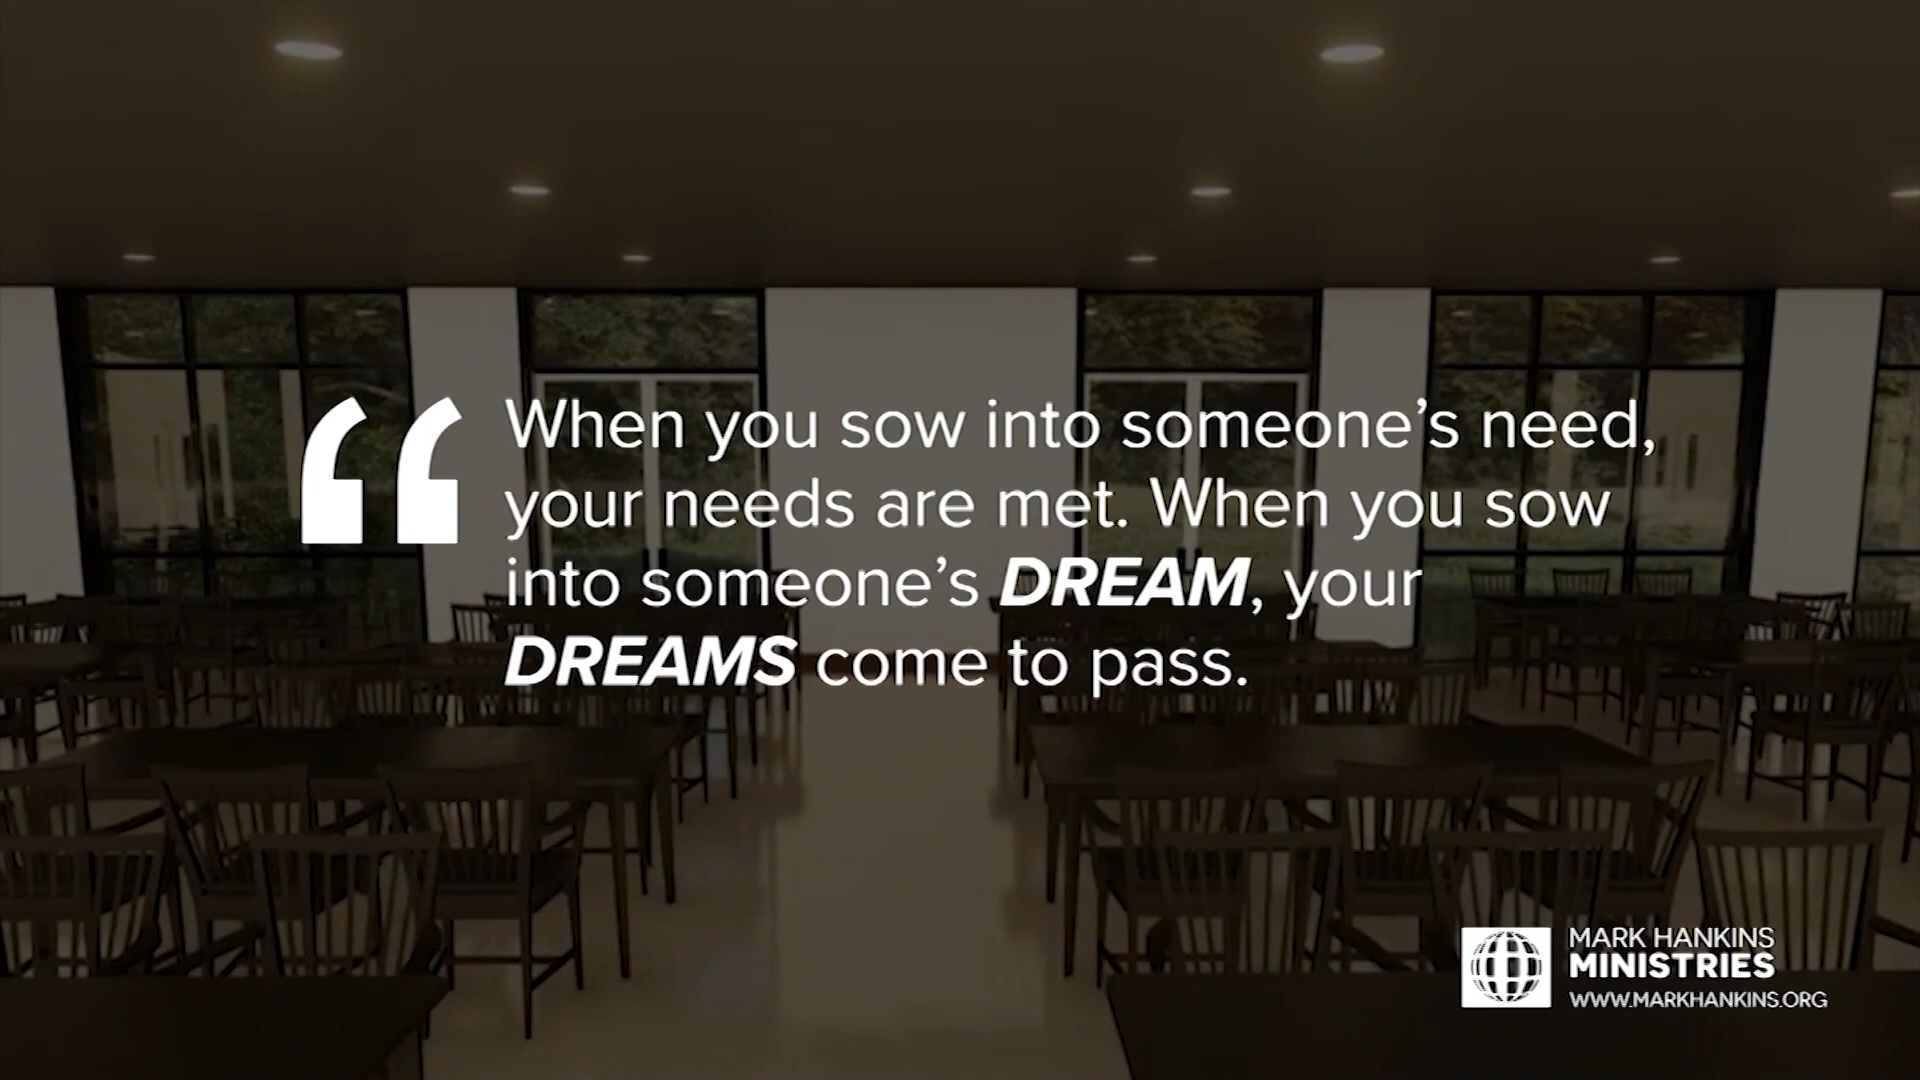 “
When you sow into someone’s need,
your needs are met. When you sow
into someone’s DREAM, your
DREAMS come to pass.
MARK HANKINS
MINISTRIES
WWW.MARKHANKINS.ORG